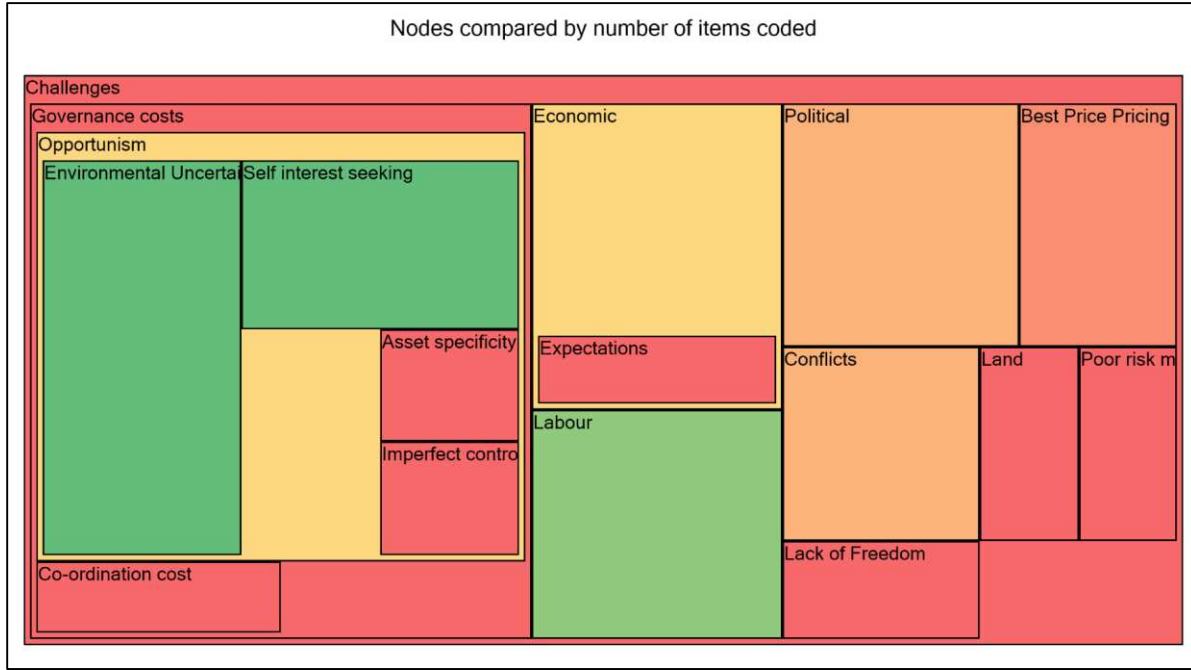 Nodes compared by number of items coded
Challenges
Governance costs
Opportunism
Environmental Uncertai
Self interest seeking
Asset specificity
Imperfect contro
Co-ordination cost
Economic
Expectations
Labour
Political
Best Price Pricing
Conflicts
Land
Poor risk m
Lack of Freedom